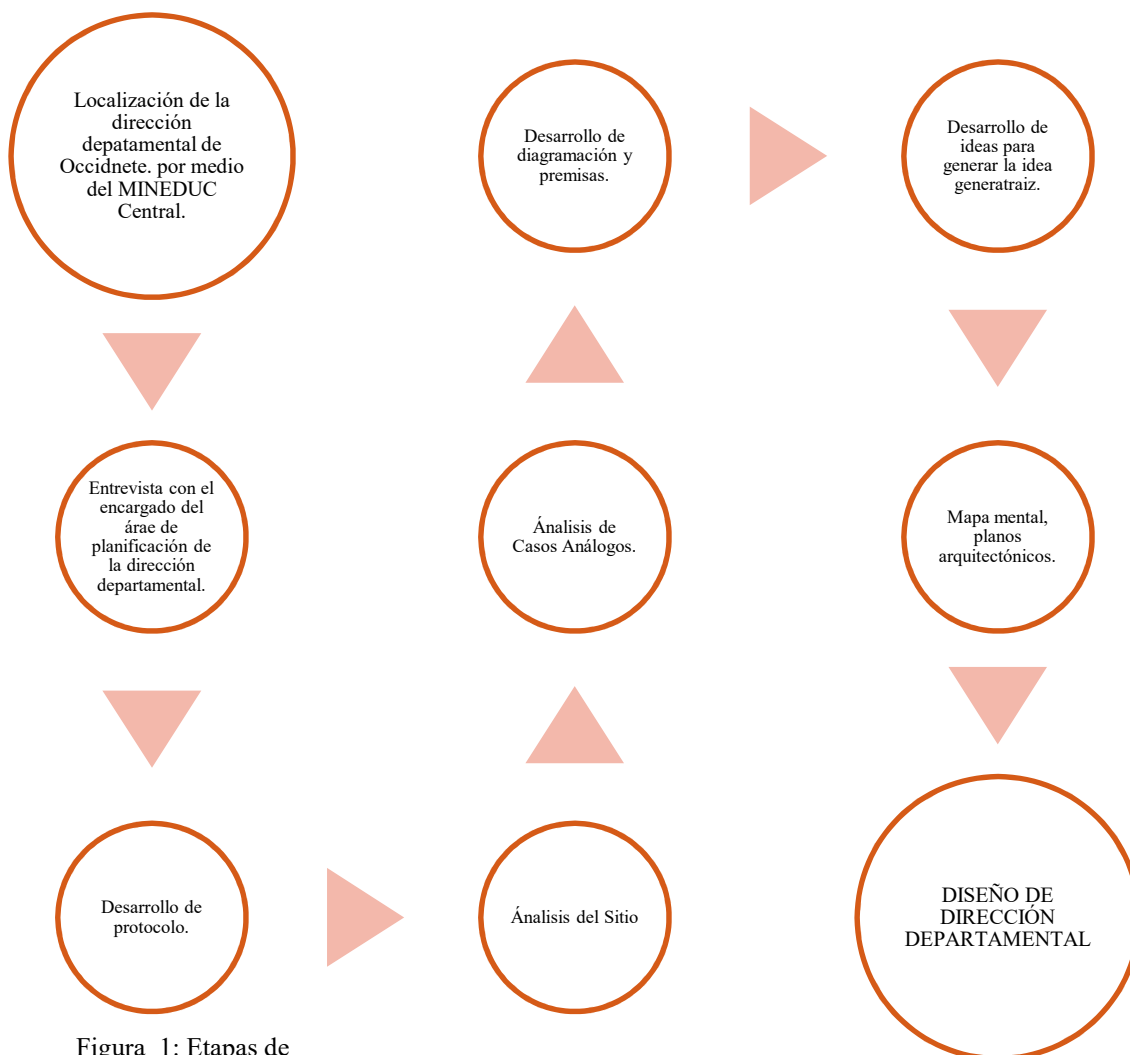 Localización de la
dirección
depatamental de
Occidnete. por medio
del MINEDUC
Central.
Entrevista con el
encargado del
árae de
planificación de
la dirección
departamental.
Desarrollo de
protocolo.
Ánalisis del Sitio
Ánalisis de
Casos Análogos.
Desarrollo de
diagramación y
premisas.
Desarrollo de
ideas para
generar la idea
generatraiz.
Mapa mental,
planos
arquitectónicos.
DISEÑO DE
DIRECCIÓN
DEPARTAMENTAL
Figura 1: Etapas de